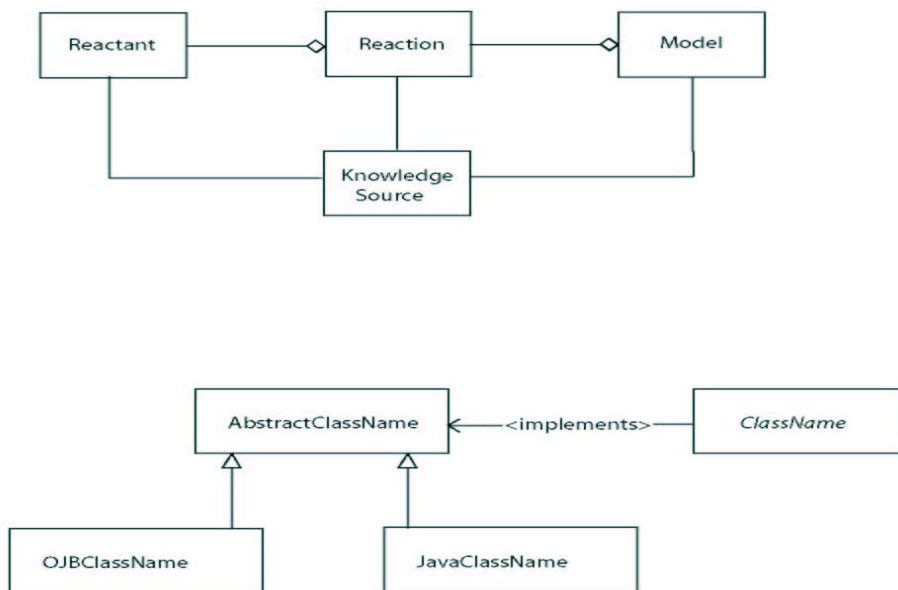 Reactant
Reaction
Model
Knowledge
Source
AbstractClassName
<implements>
ClassName
OJBClassName
JavaClassName